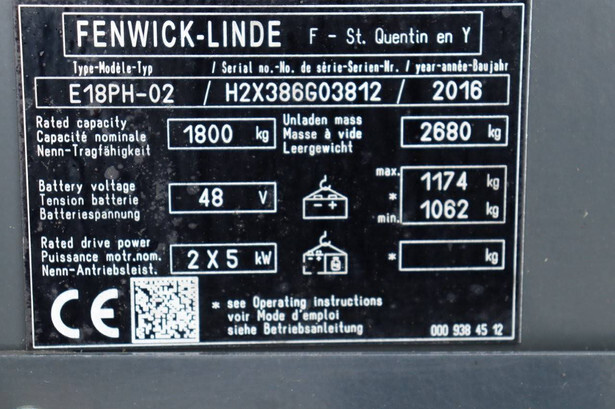 FENWICK-LINDE F - St. Quentin en Y
Type-Modèle-Typ / Serial no.-No. de série-Serien-Nr. / year-année-Baujahr
E18PH-02 / H2X386G03812 / 2016
Rated capacity
Capacité nominale
Nenn-Tragfähigkeit
1800 kg
Unladen mass
Masse à vide
Leergewicht
2680 kg
Battery voltage
Tension batterie
Batteriespannung
48 V
max. 1174 kg
*
min. 1062 kg
Rated drive power
Puissance motr.nom.
Nenn-Antriebsleist.
2 X 5 kW
* kg
CE
* see Operating instructions
voir Mode d'emploi
siehe Betriebsanleitung
000 938 45 12